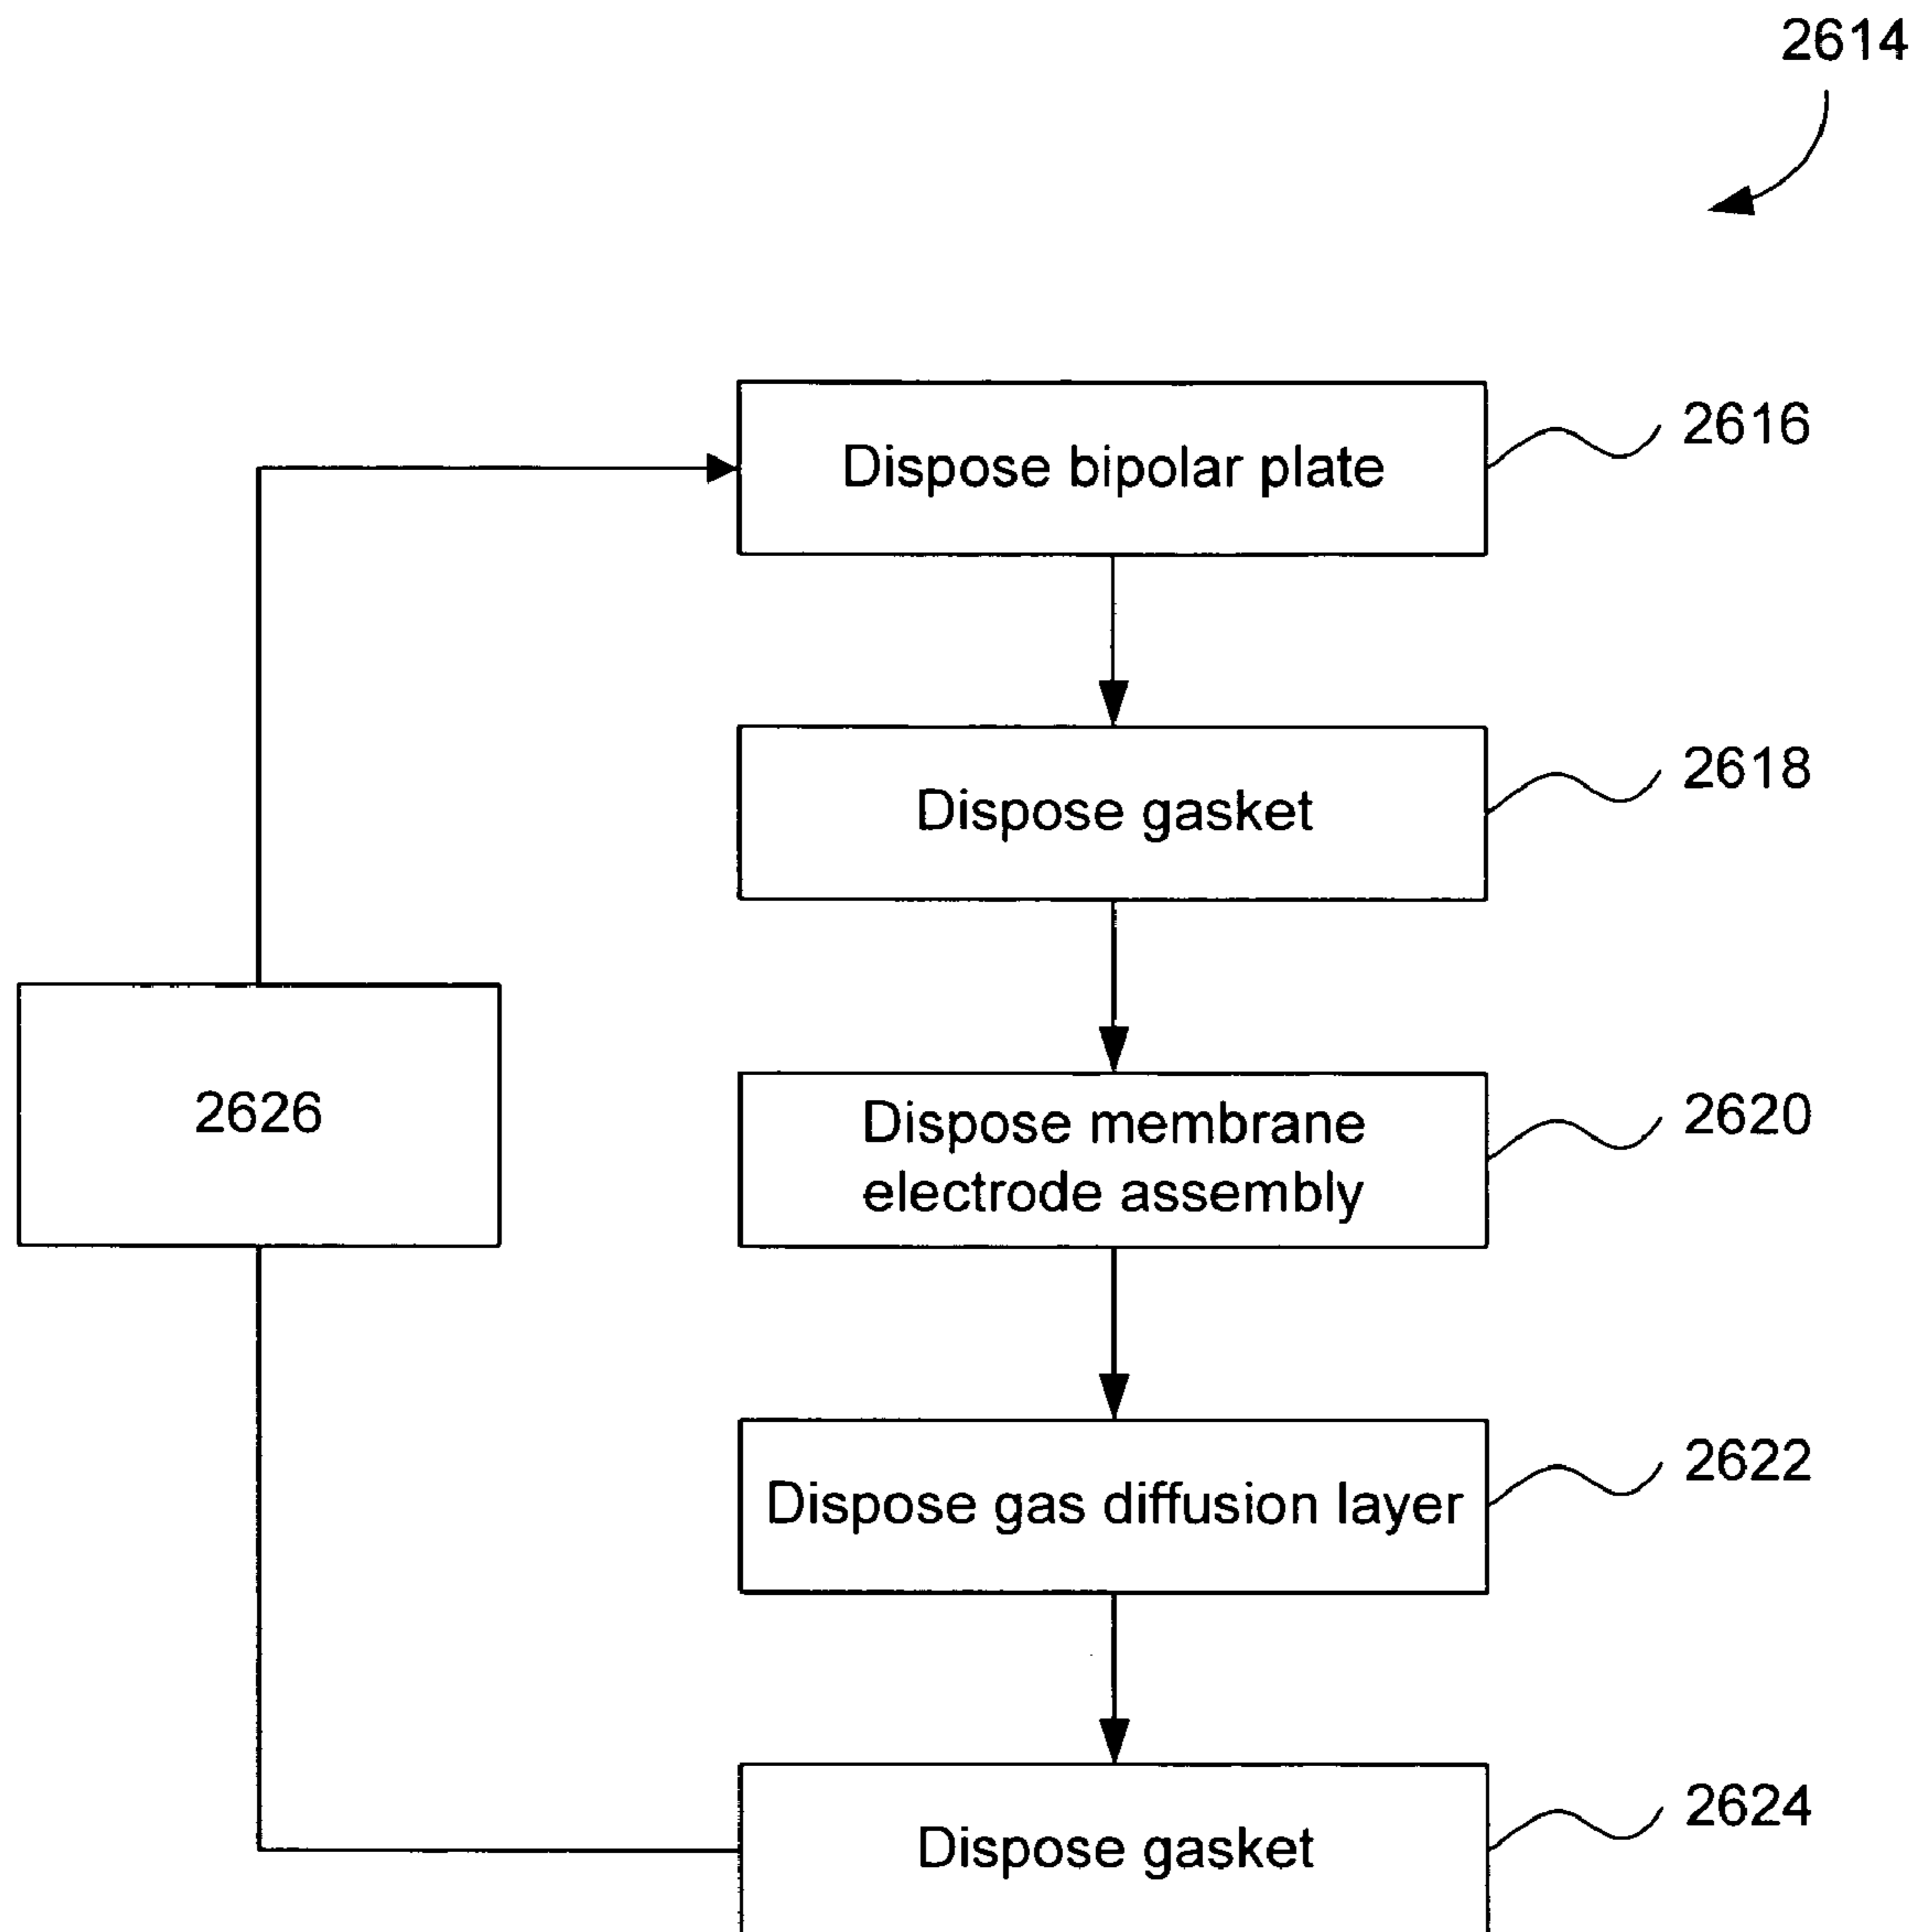 2614
Dispose bipolar plate
2616
Dispose gasket
2618
2626
Dispose membrane
electrode assembly
2620
Dispose gas diffusion layer
2622
Dispose gasket
2624